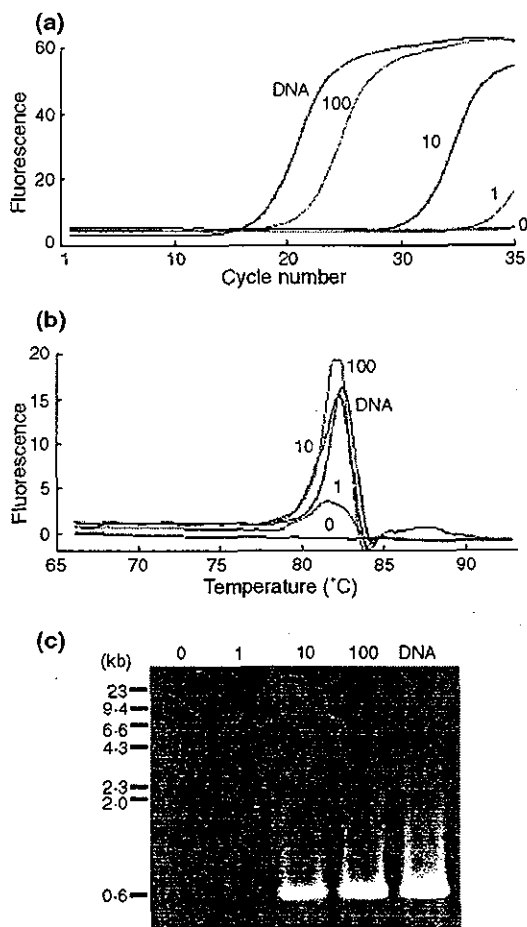 (a)
60
40
20
0
Fluorescence
DNA
100
10
1
0
1 10 20 30 35
Cycle number
(b)
20
15
10
5
0
Fluorescence
100
DNA
10
1
0
65 70 75 80 85 90
Temperature (°C)
(c)
(kb) 0 1 10 100 DNA
23
9·4
6·6
4·3
2·3
2·0
0·6